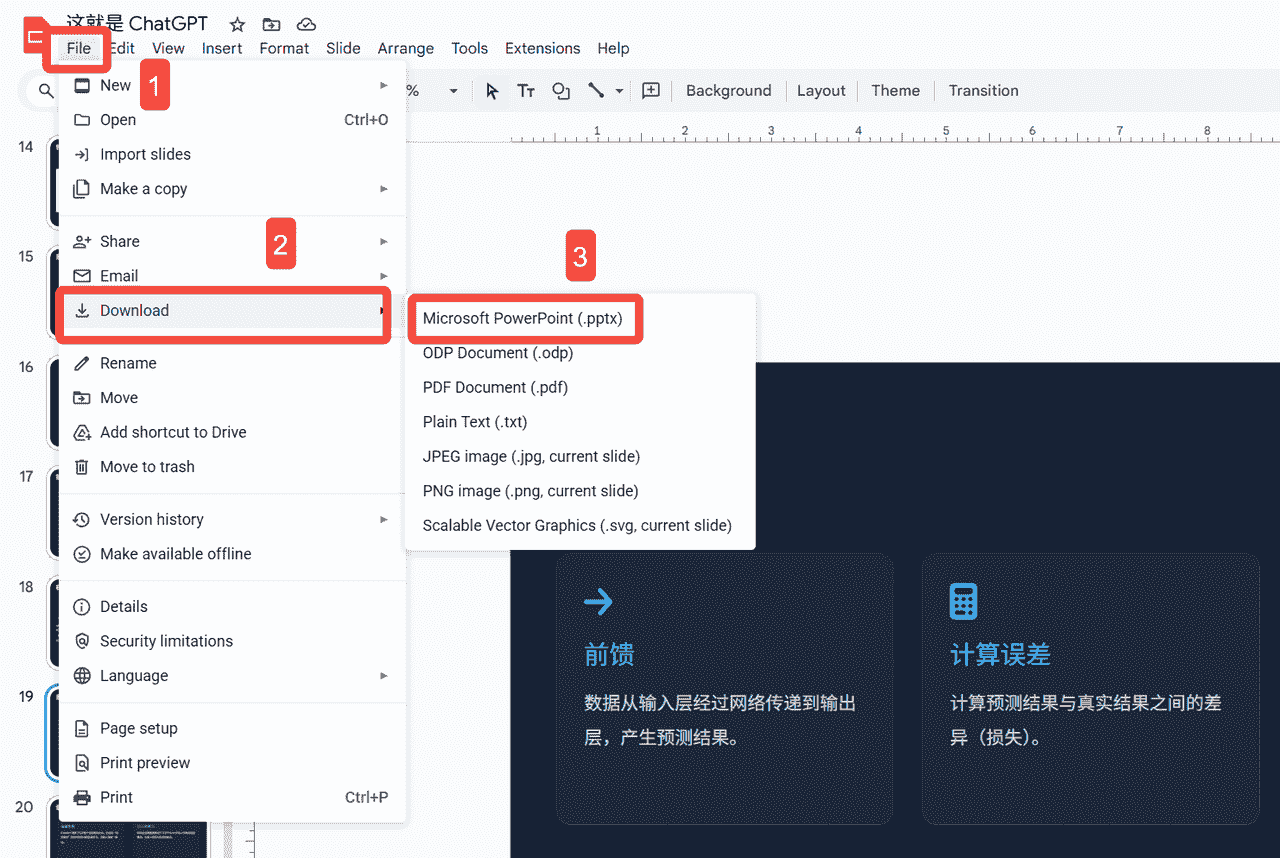 这就是 ChatGPT
File Edit View Insert Format Slide Arrange Tools Extensions Help
1
New
% Background Layout Theme Transition
Open Ctrl+O
1 2 3 4 5 6 7 8
14
Import slides
Make a copy
Share
2
3
15
Email
Download
Microsoft PowerPoint (.pptx)
ODP Document (.odp)
PDF Document (.pdf)
Plain Text (.txt)
JPEG image (.jpg, current slide)
PNG image (.png, current slide)
Scalable Vector Graphics (.svg, current slide)
16
Rename
Move
Add shortcut to Drive
Move to trash
17
Version history
Make available offline
18
Details
Security limitations
Language
19
Page setup
Print preview
Print Ctrl+P
20
前馈
数据从输入层经过网络传递到输出
层，产生预测结果。
计算误差
计算预测结果与真实结果之间的差
异（损失）。